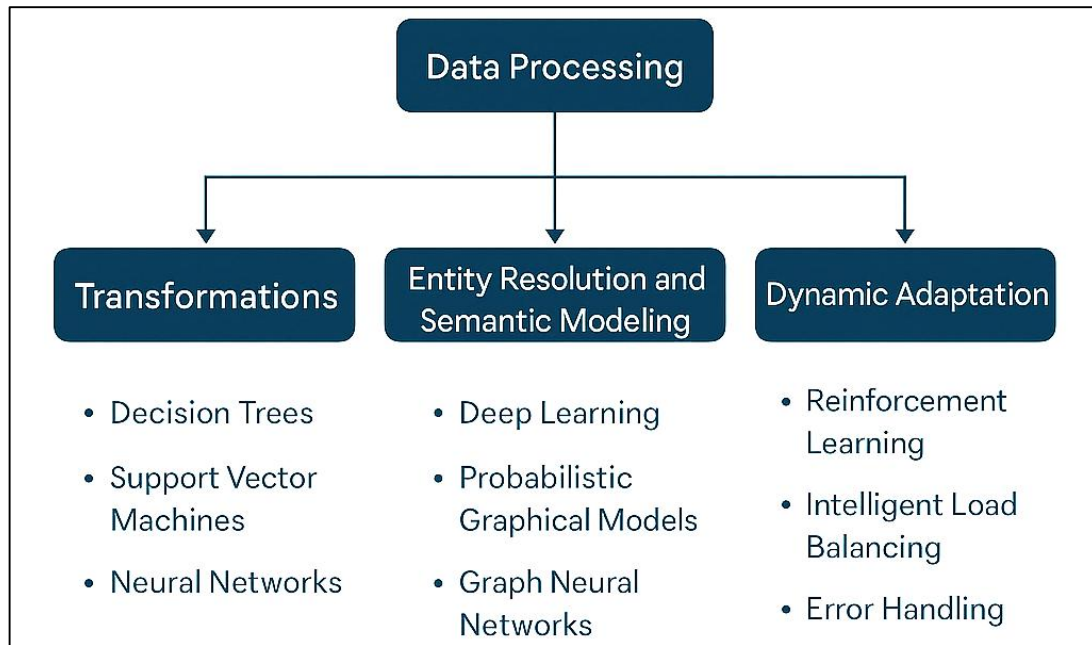 Data Processing
Transformations
Entity Resolution and
Semantic Modeling
Dynamic Adaptation
• Decision Trees
• Support Vector
Machines
• Neural Networks
• Deep Learning
• Probabilistic
Graphical Models
• Graph Neural
Networks
• Reinforcement
Learning
• Intelligent Load
Balancing
• Error Handling